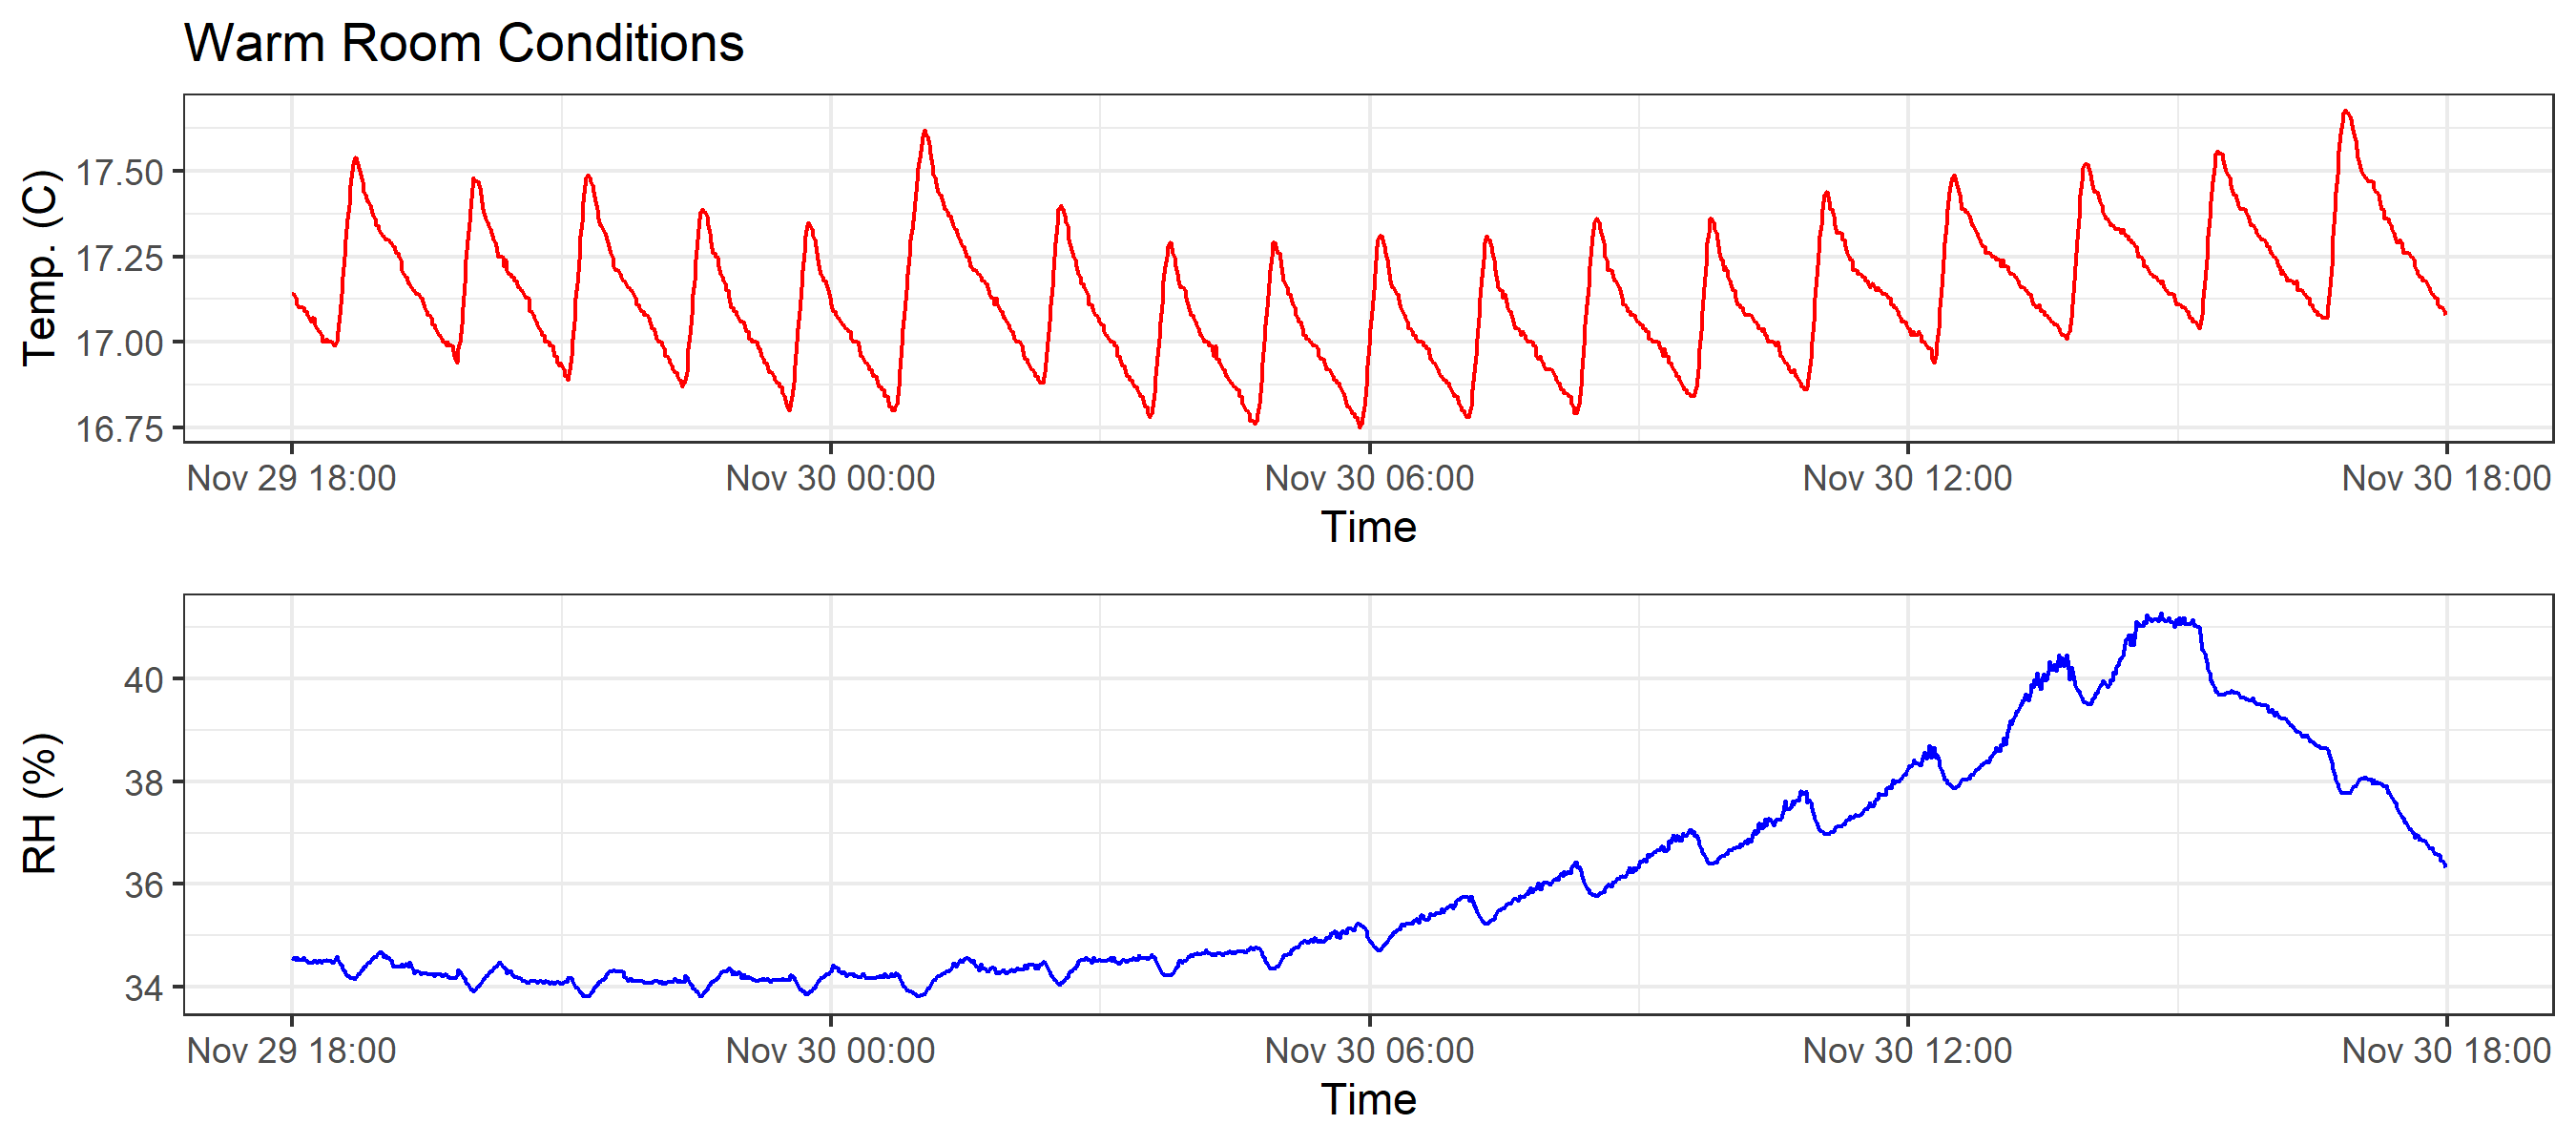 Warm Room Conditions
Temp. (C)
17.50
17.25
17.00
16.75
Nov 29 18:00 Nov 30 00:00 Nov 30 06:00 Nov 30 12:00 Nov 30 18:00
Time
RH (%)
40
38
36
34
Nov 29 18:00 Nov 30 00:00 Nov 30 06:00 Nov 30 12:00 Nov 30 18:00
Time